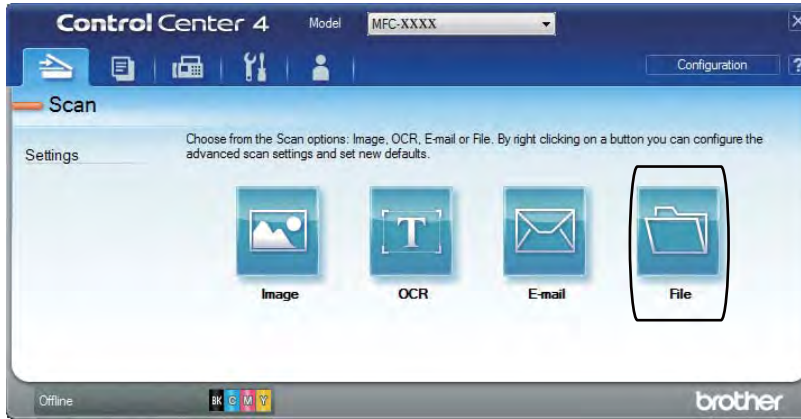 Control Center 4 Model MFC-XXXX
Configuration ?
Scan
Settings
Choose from the Scan options: Image, OCR, E-mail or File. By right clicking on a button you can configure the
advanced scan settings and set new defaults.
T
Image OCR E-mail File
Offline BK C M Y brother